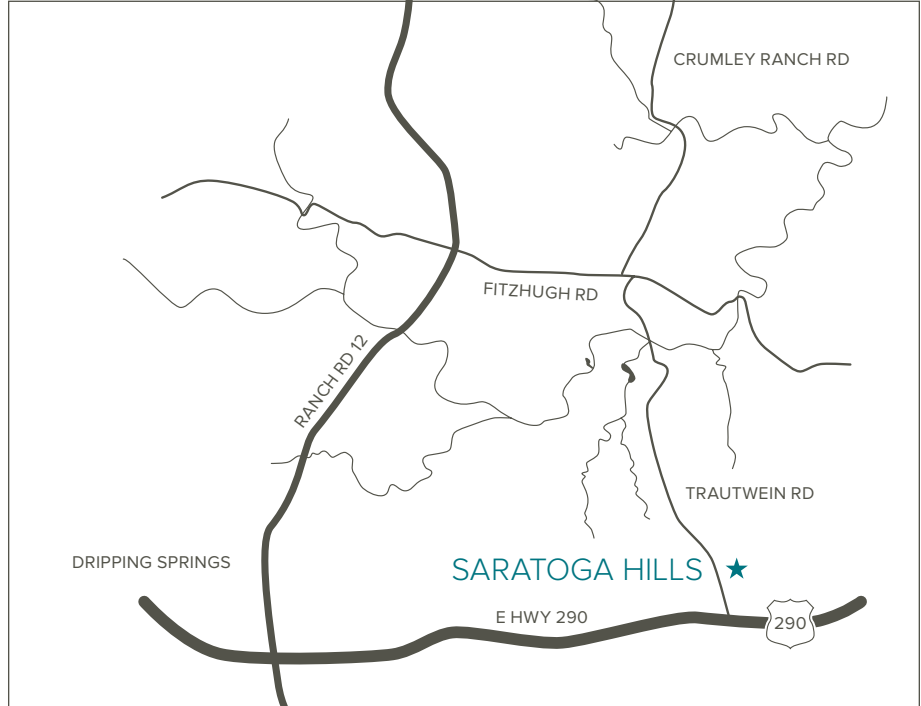 CRUMLEY RANCH RD
FITZHUGH RD
RANCH RD 12
TRAUTWEIN RD
DRIPPING SPRINGS
SARATOGA HILLS
E HWY 290
290